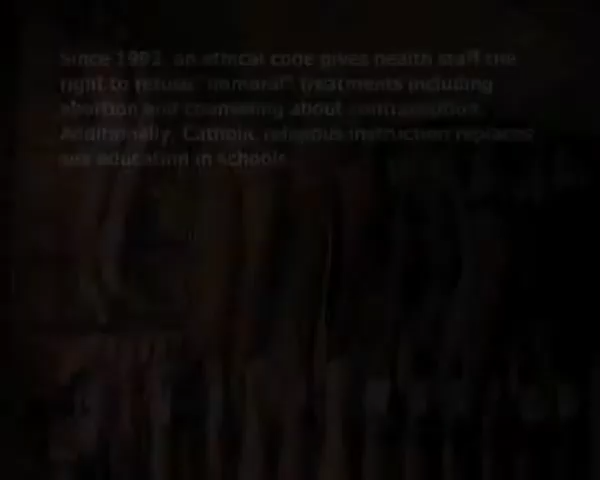 Since 1992, an ethical code gives health staff the
right to refuse "immoral" treatments including
abortion and counseling about contraception.
Additionally, Catholic religious instruction replaces
sex education in schools.